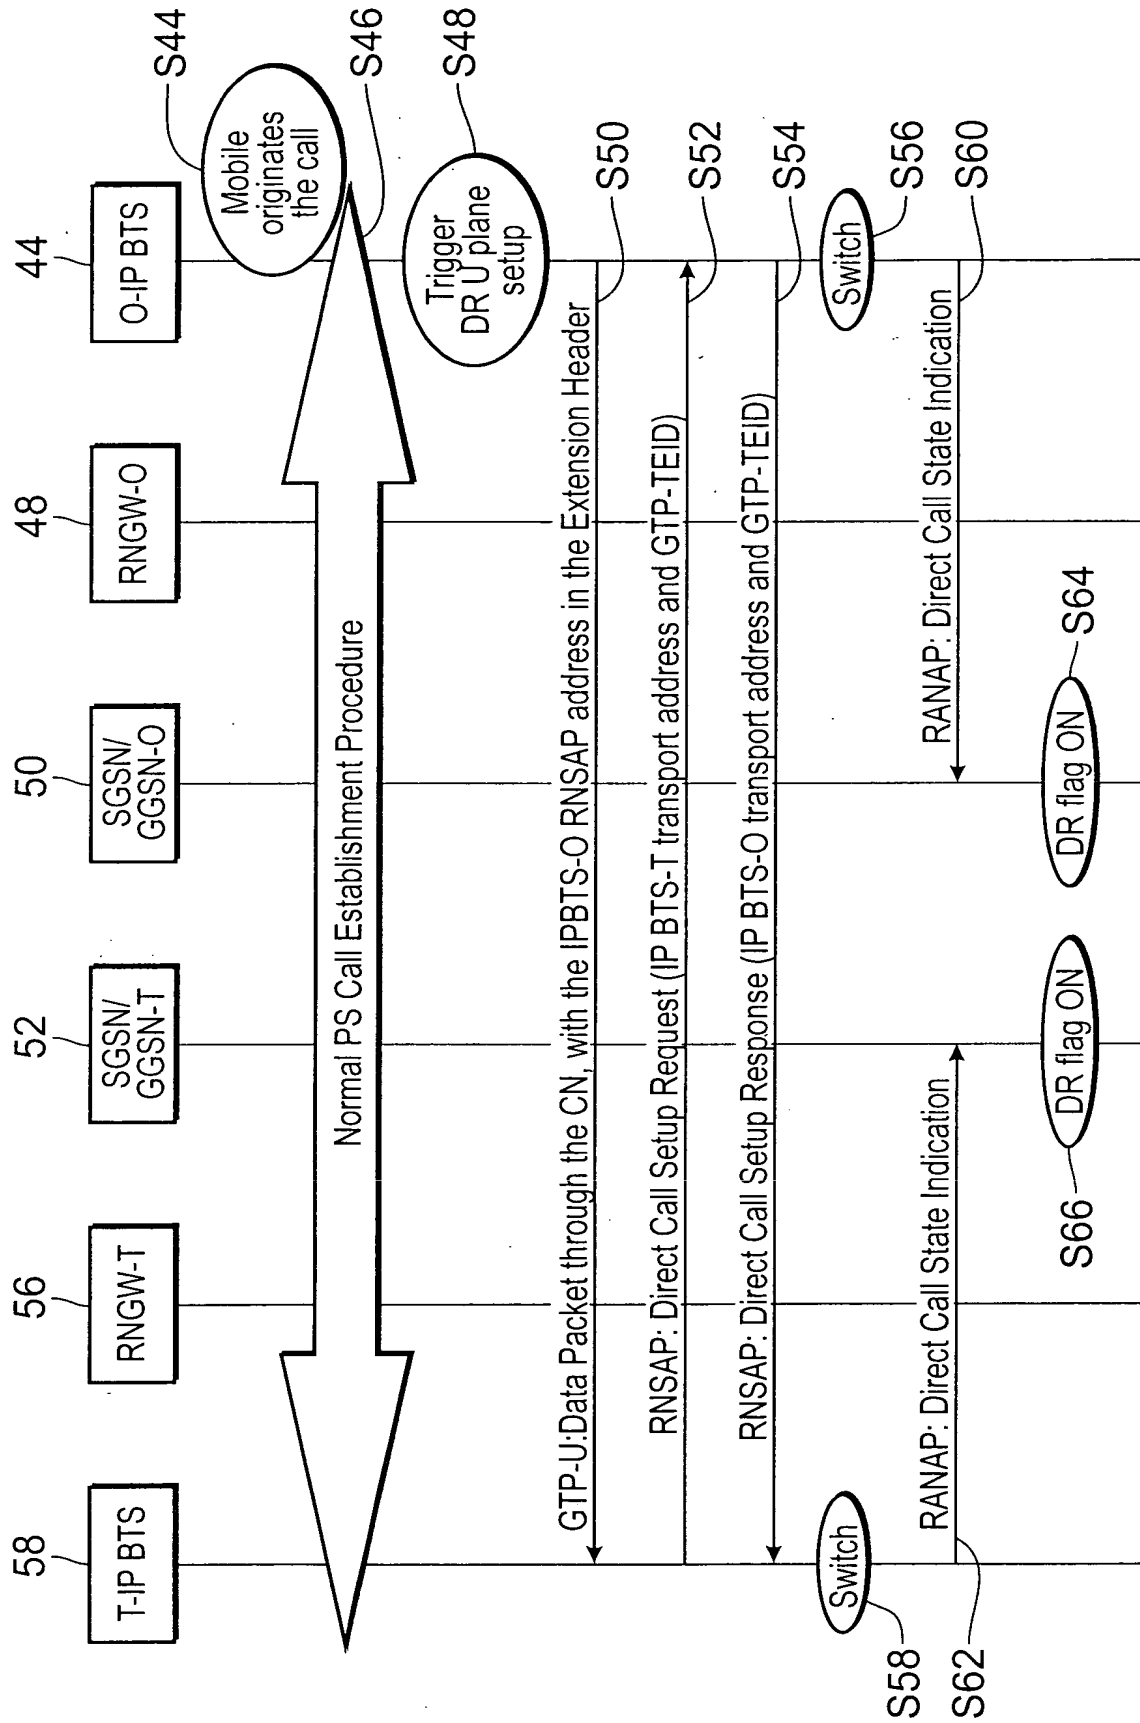 58
56
52
50
48
44
T-IP BTS
RNGW-T
SGSN/
GGSN-T
SGSN/
GGSN-O
RNGW-O
O-IP BTS
S44
Mobile
originates
the call
S46
Normal PS Call Establishment Procedure
S48
Trigger
DR U plane
setup
GTP-U:Data Packet through the CN, with the IPBTS-O RNSAP address in the Extension Header
S50
RNSAP: Direct Call Setup Request (IP BTS-T transport address and GTP-TEID)
S52
RNSAP: Direct Call Setup Response (IP BTS-O transport address and GTP-TEID)
S54
Switch
S58
Switch
S56
RANAP: Direct Call State Indication
S62
RANAP: Direct Call State Indication
S60
DR flag ON
S66
DR flag ON
S64